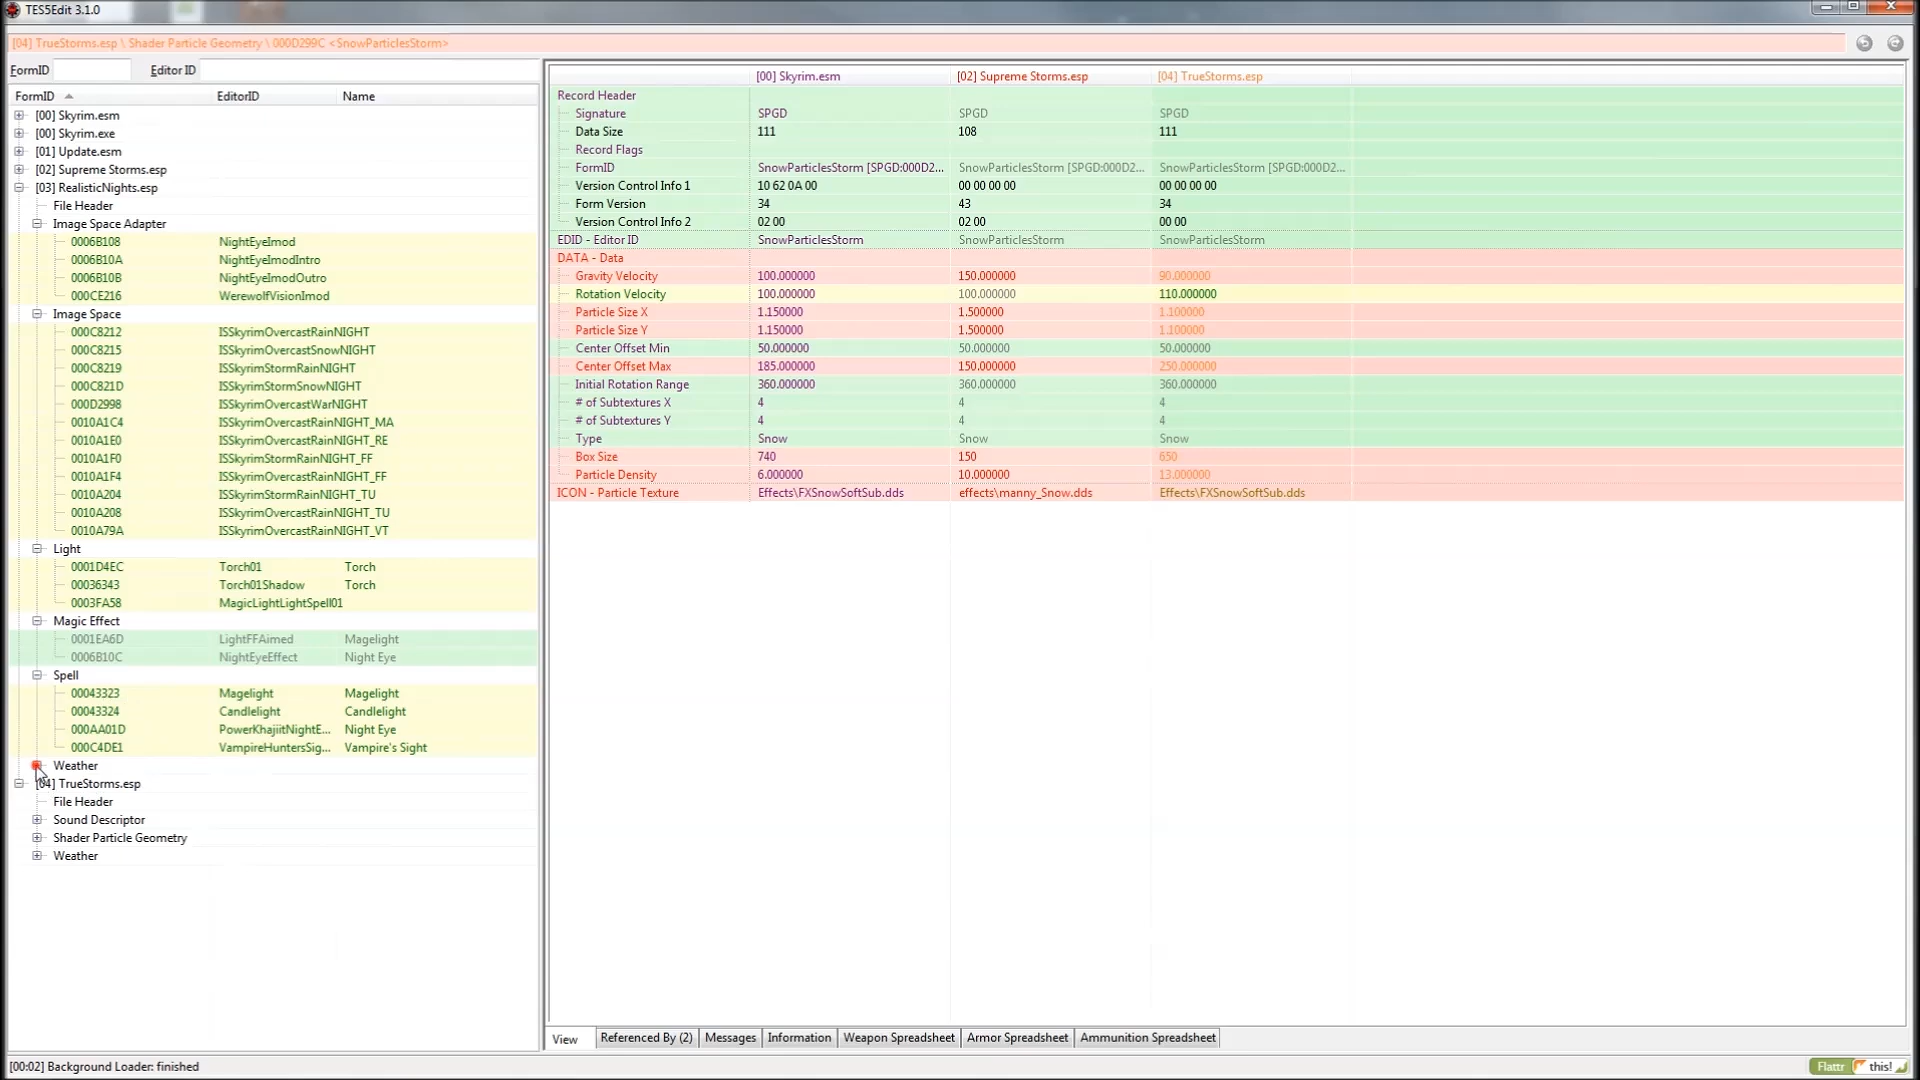 TES5Edit 3.1.0
[04] TrueStorms.esp \ Shader Particle Geometry \ 000D299C <SnowParticlesStorm>
FormID Editor ID
FormID EditorID Name
[00] Skyrim.esm
[00] Skyrim.exe
[01] Update.esm
[02] Supreme Storms.esp
[03] RealisticNights.esp
File Header
Image Space Adapter
0006B108 NightEyeImod
0006B10A NightEyeImodIntro
0006B10B NightEyeImodOutro
000CE216 WerewolfVisionImod
Image Space
000C8212 ISSkyrimOvercastRainNIGHT
000C8215 ISSkyrimOvercastSnowNIGHT
000C8219 ISSkyrimStormRainNIGHT
000C821D ISSkyrimStormSnowNIGHT
000D2998 ISSkyrimOvercastWarNIGHT
0010A1C4 ISSkyrimOvercastRainNIGHT_MA
0010A1E0 ISSkyrimOvercastRainNIGHT_RE
0010A1F0 ISSkyrimStormRainNIGHT_FF
0010A1F4 ISSkyrimOvercastRainNIGHT_FF
0010A204 ISSkyrimStormRainNIGHT_TU
0010A208 ISSkyrimOvercastRainNIGHT_TU
0010A79A ISSkyrimOvercastRainNIGHT_VT
Light
0001D4EC Torch01 Torch
00036343 Torch01Shadow Torch
0003FA58 MagicLightLightSpell01
Magic Effect
0001EA6D LightFFAimed Magelight
0006B10C NightEyeEffect Night Eye
Spell
00043323 Magelight Magelight
00043324 Candlelight Candlelight
000AA01D PowerKhajiitNightE... Night Eye
000C4DE1 VampireHuntersSig... Vampire's Sight
Weather
[04] TrueStorms.esp
File Header
Sound Descriptor
Shader Particle Geometry
Weather
[00] Skyrim.esm [02] Supreme Storms.esp [04] TrueStorms.esp
Record Header
Signature SPGD SPGD SPGD
Data Size 111 108 111
Record Flags
FormID SnowParticlesStorm [SPGD:000D2... SnowParticlesStorm [SPGD:000D2... SnowParticlesStorm [SPGD:000D2...
Version Control Info 1 10 62 0A 00 00 00 00 00 00 00 00 00
Form Version 34 43 34
Version Control Info 2 02 00 02 00 00 00
EDID - Editor ID SnowParticlesStorm SnowParticlesStorm SnowParticlesStorm
DATA - Data
Gravity Velocity 100.000000 150.000000 90.000000
Rotation Velocity 100.000000 100.000000 110.000000
Particle Size X 1.150000 1.500000 1.100000
Particle Size Y 1.150000 1.500000 1.100000
Center Offset Min 50.000000 50.000000 50.000000
Center Offset Max 185.000000 150.000000 250.000000
Initial Rotation Range 360.000000 360.000000 360.000000
# of Subtextures X 4 4 4
# of Subtextures Y 4 4 4
Type Snow Snow Snow
Box Size 740 150 650
Particle Density 6.000000 10.000000 13.000000
ICON - Particle Texture Effects\FXSnowSoftSub.dds effects\manny_Snow.dds Effects\FXSnowSoftSub.dds
View Referenced By (2) Messages Information Weapon Spreadsheet Armor Spreadsheet Ammunition Spreadsheet
[00:02] Background Loader: finished
Flattr this!